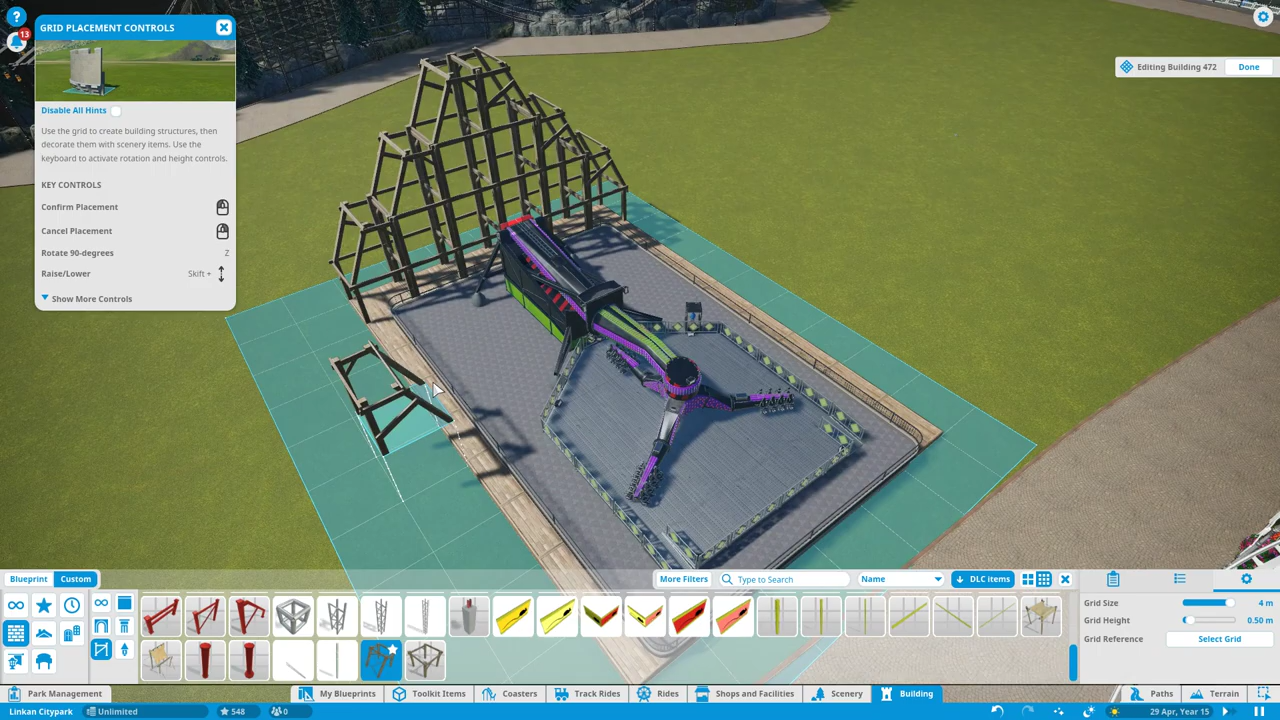 GRID PLACEMENT CONTROLS
13
Disable All Hints
Use the grid to create building structures, then
decorate them with scenery items. Use the
keyboard to activate rotation and height controls.
KEY CONTROLS
Confirm Placement
Cancel Placement
Rotate 90-degrees Z
Raise/Lower Skift +
Show More Controls
Editing Building 472 Done
Blueprint Custom
More Filters Type to Search Name DLC items
Grid Size 4 m
Grid Height 0.50 m
Grid Reference Select Grid
Park Management My Blueprints Toolkit Items Coasters Track Rides Rides Shops and Facilities Scenery Building Paths Terrain
Linkan Citypark Unlimited 548 0 29 Apr, Year 15